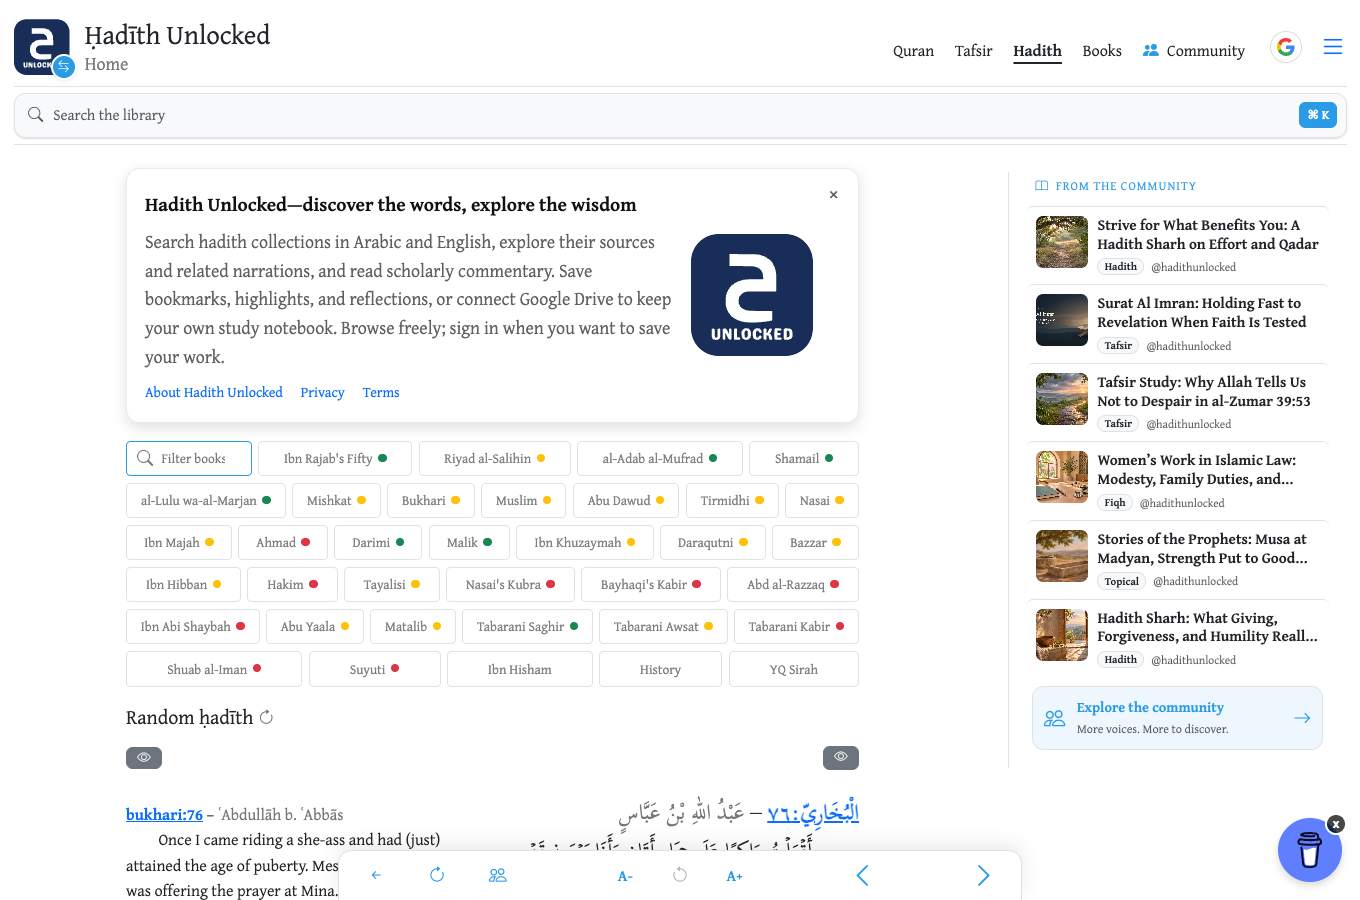 Ḥadīth Unlocked
Home
Quran
Tafsir
Hadith
Books
Community
UNLOCKED
Search the library
⌘ K
Hadith Unlocked—discover the words, explore the wisdom
Search hadith collections in Arabic and English, explore their sources
and related narrations, and read scholarly commentary. Save
bookmarks, highlights, and reflections, or connect Google Drive to keep
your own study notebook. Browse freely; sign in when you want to save
your work.
About Hadith Unlocked Privacy Terms
Filter books
Ibn Rajab's Fifty
Riyad al-Salihin
al-Adab al-Mufrad
Shamail
al-Lulu wa-al-Marjan
Mishkat
Bukhari
Muslim
Abu Dawud
Tirmidhi
Nasai
Ibn Majah
Ahmad
Darimi
Malik
Ibn Khuzaymah
Daraqutni
Bazzar
Ibn Hibban
Hakim
Tayalisi
Nasai's Kubra
Bayhaqi's Kabir
Abd al-Razzaq
Ibn Abi Shaybah
Abu Yaala
Matalib
Tabarani Saghir
Tabarani Awsat
Tabarani Kabir
Shuab al-Iman
Suyuti
Ibn Hisham
History
YQ Sirah
Random ḥadīth
bukhari:76 – ʿAbdullāh b. ʿAbbās
Once I came riding a she-ass and had (just)
attained the age of puberty. Mes
was offering the prayer at Mina.
الْبُخَارِيّ:٧٦ — عَبْدُ اللهِ بْنُ عَبَّاسٍ
A-
A+
FROM THE COMMUNITY
Strive for What Benefits You: A
Hadith Sharh on Effort and Qadar
Hadith @hadithunlocked
Surat Al Imran: Holding Fast to
Revelation When Faith Is Tested
Tafsir @hadithunlocked
Tafsir Study: Why Allah Tells Us
Not to Despair in al-Zumar 39:53
Tafsir @hadithunlocked
Women’s Work in Islamic Law:
Modesty, Family Duties, and...
Fiqh @hadithunlocked
Stories of the Prophets: Musa at
Madyan, Strength Put to Good...
Topical @hadithunlocked
Hadith Sharh: What Giving,
Forgiveness, and Humility Reall...
Hadith @hadithunlocked
Explore the community
More voices. More to discover.
x